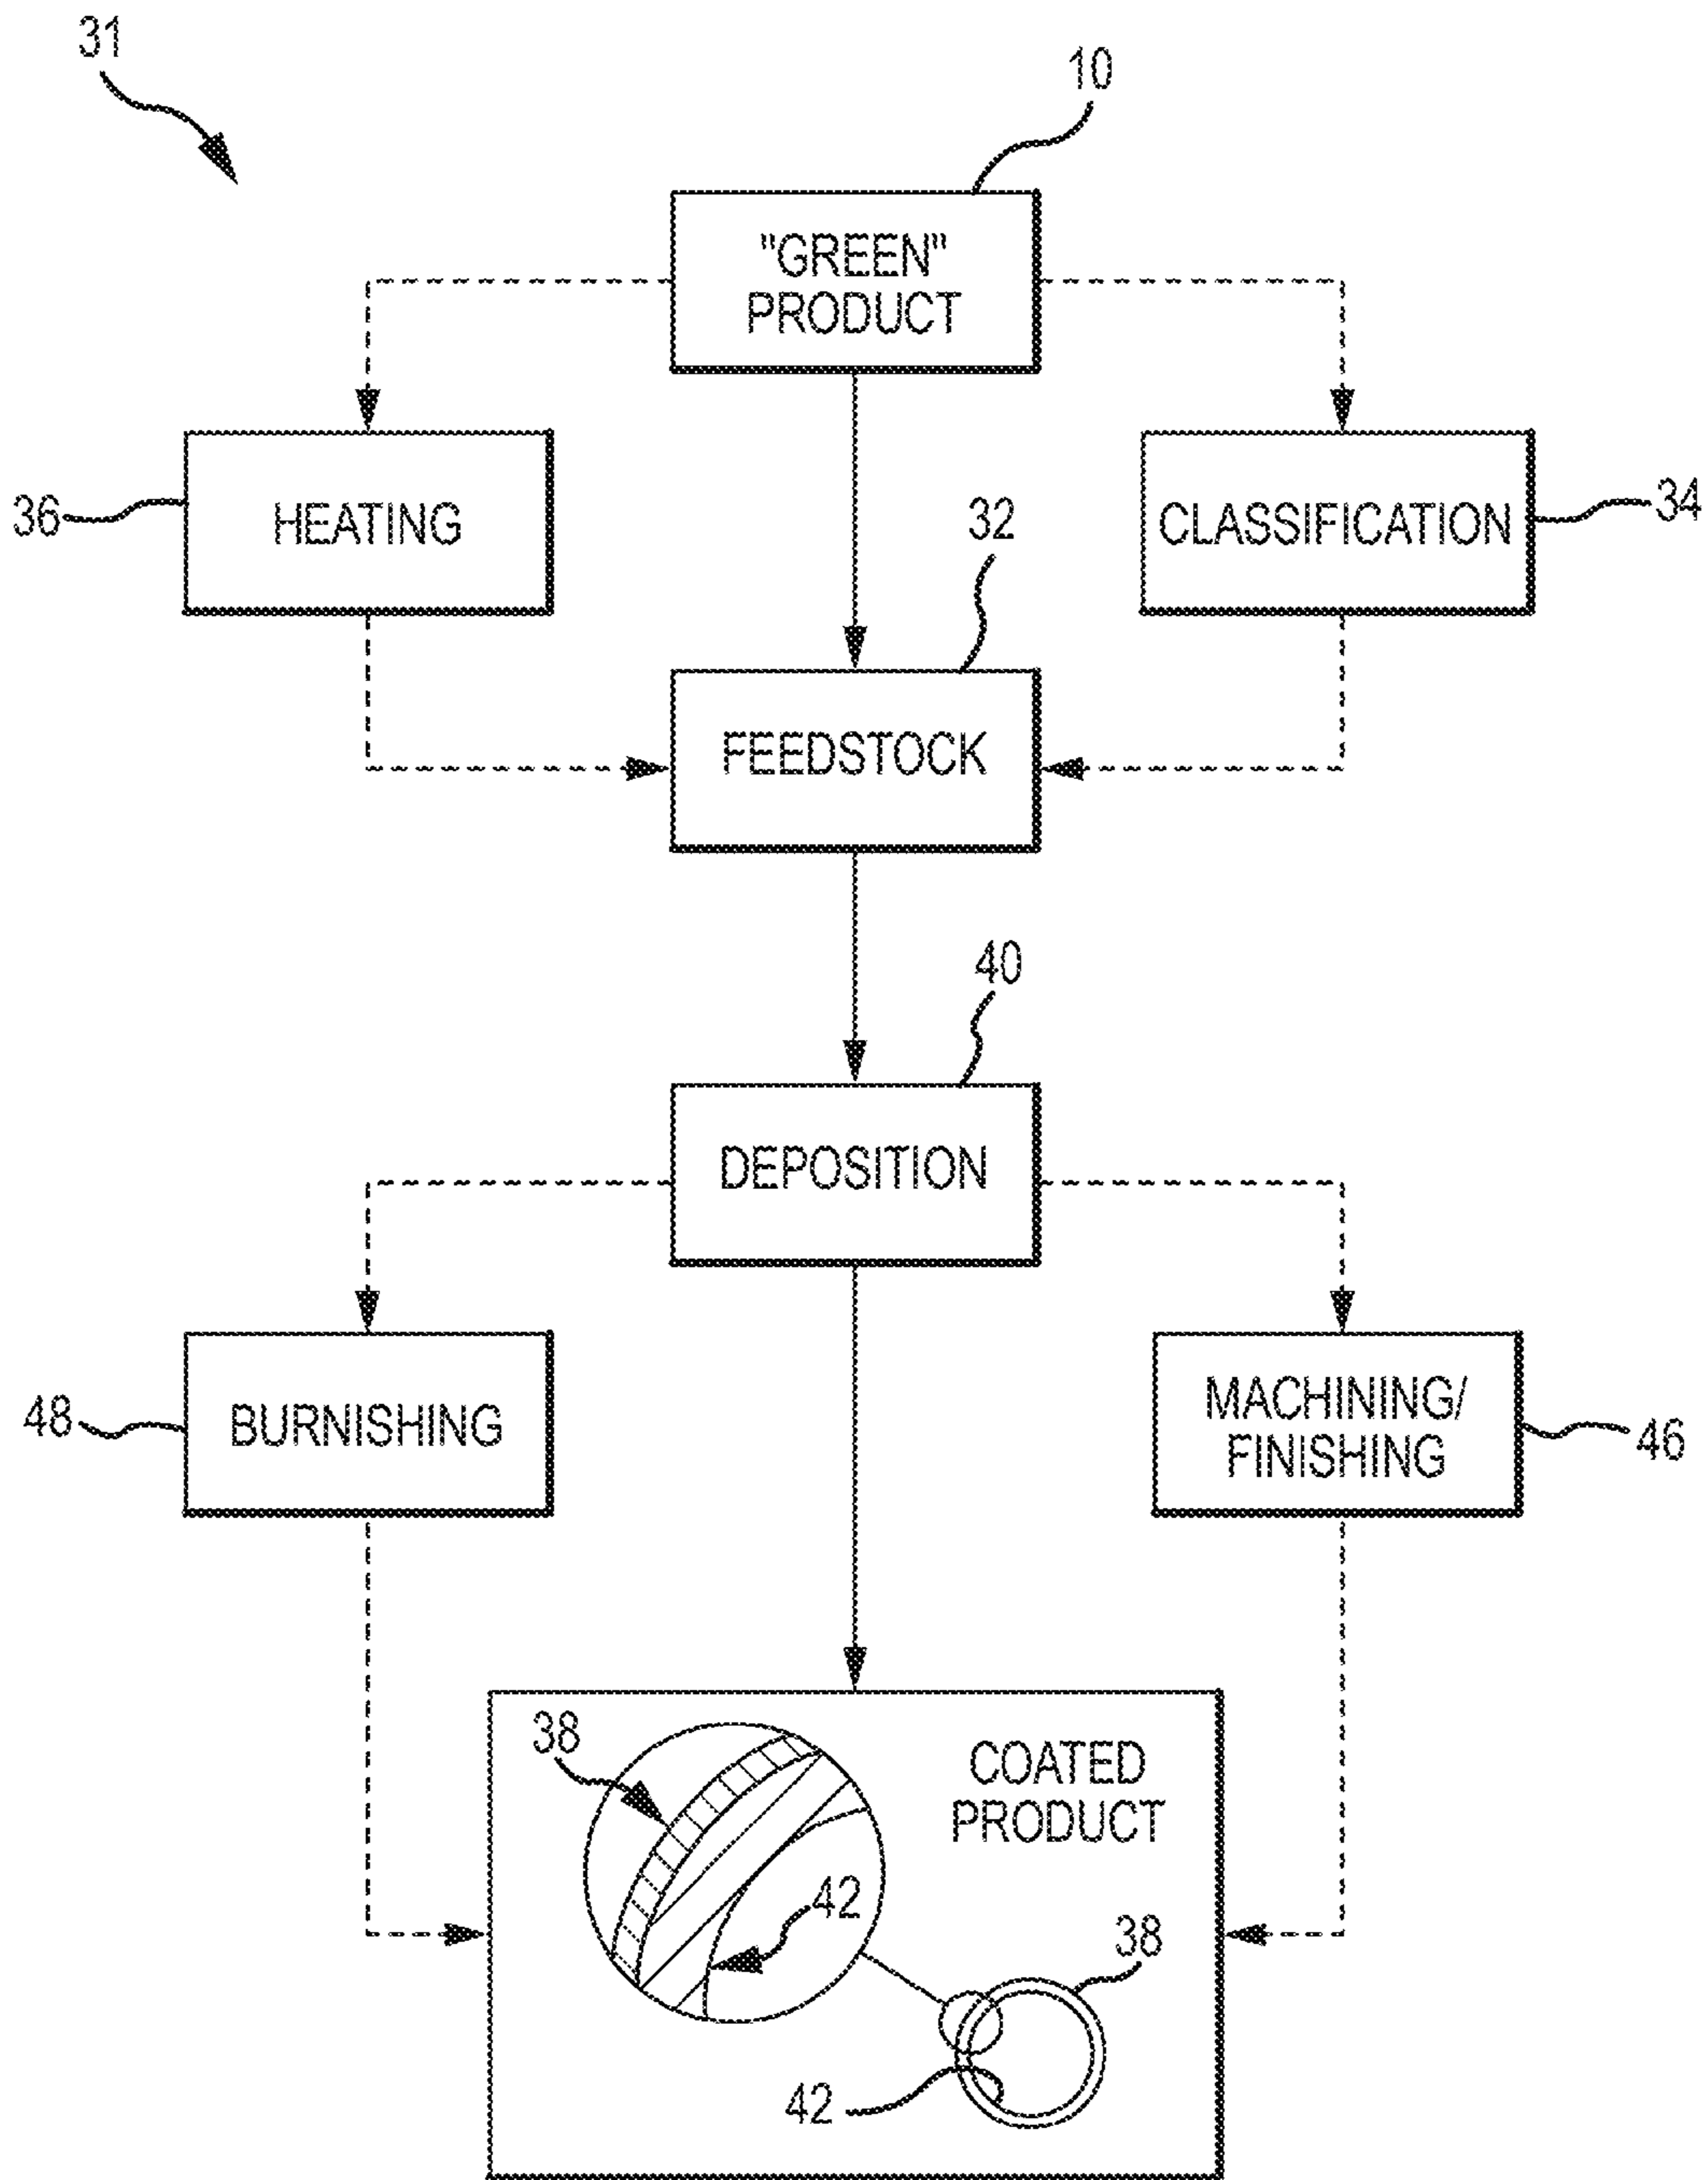 31
10
"GREEN"
PRODUCT
36
HEATING
CLASSIFICATION
34
32
FEEDSTOCK
40
DEPOSITION
48
BURNISHING
MACHINING/
FINISHING
46
38
COATED
PRODUCT
42
38
42